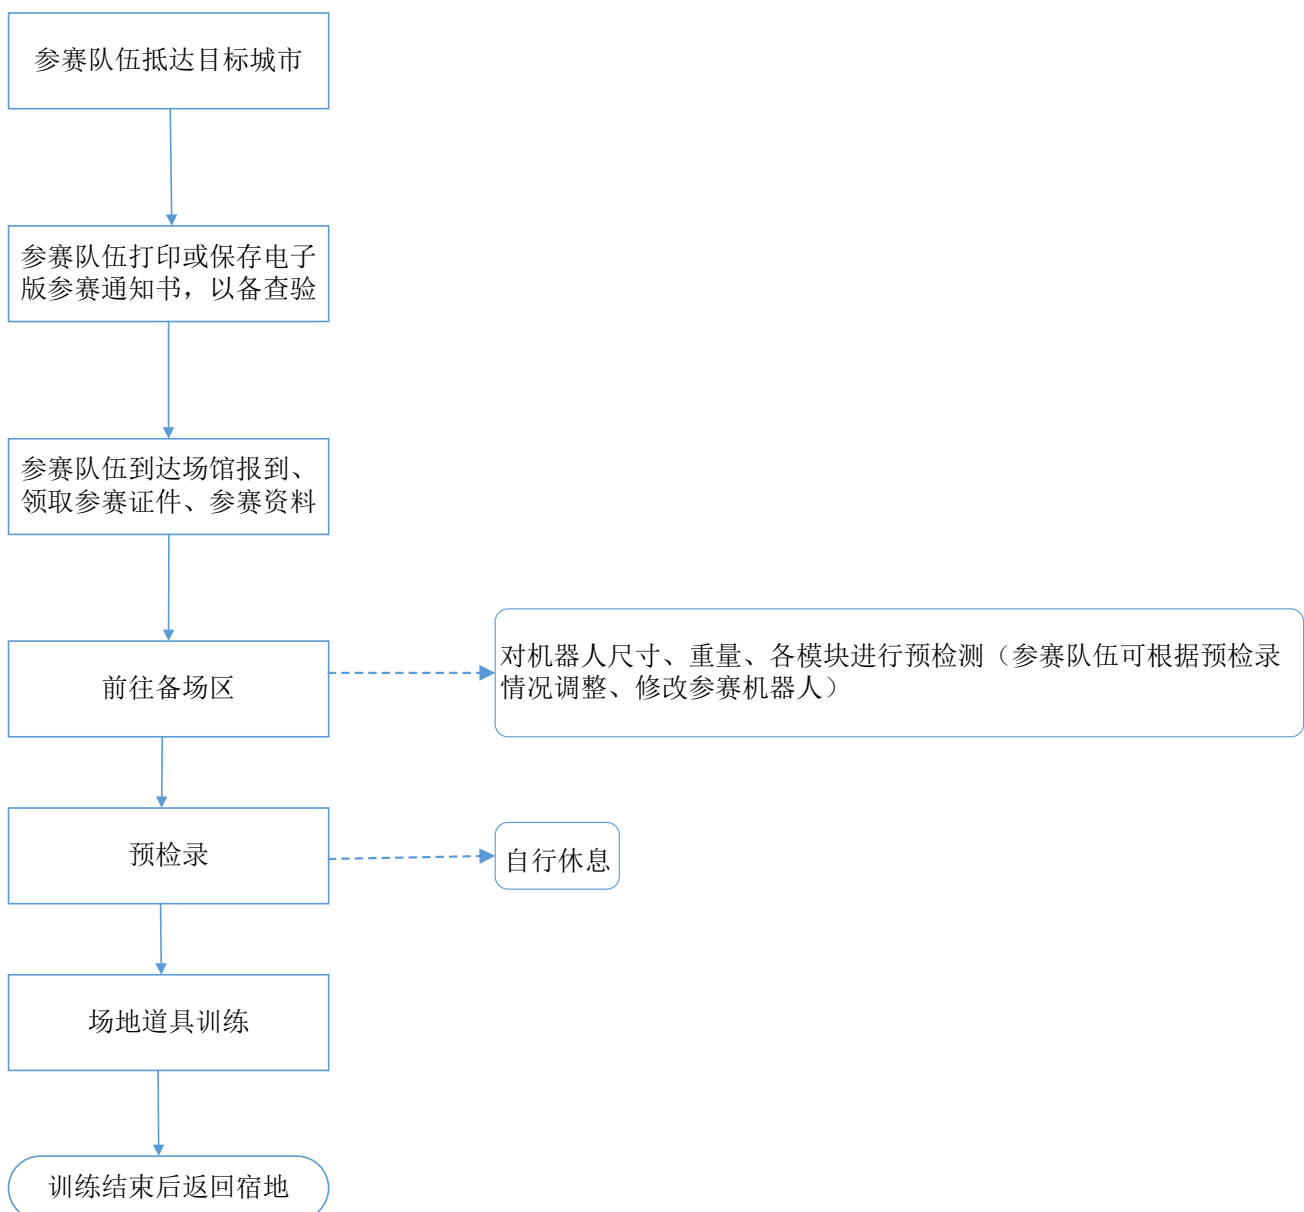 参赛队伍抵达目标城市
参赛队伍打印或保存电子
版参赛通知书，以备查验
参赛队伍到达场馆报到、
领取参赛证件、参赛资料
前往备场区
对机器人尺寸、重量、各模块进行预检测（参赛队伍可根据预检录
情况调整、修改参赛机器人）
预检录
自行休息
场地道具训练
训练结束后返回宿地